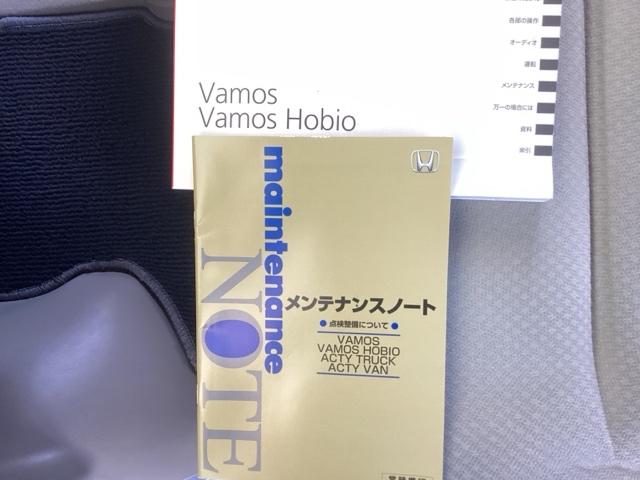 各部の操作
オーディオ
運転
メンテナンス
万一の場合には
資料
索引
Vamos
Vamos Hobio
maintenance
NOTE
メンテナンスノート
● 点検整備について ●
VAMOS
VAMOS HOBIO
ACTY TRUCK
ACTY VAN